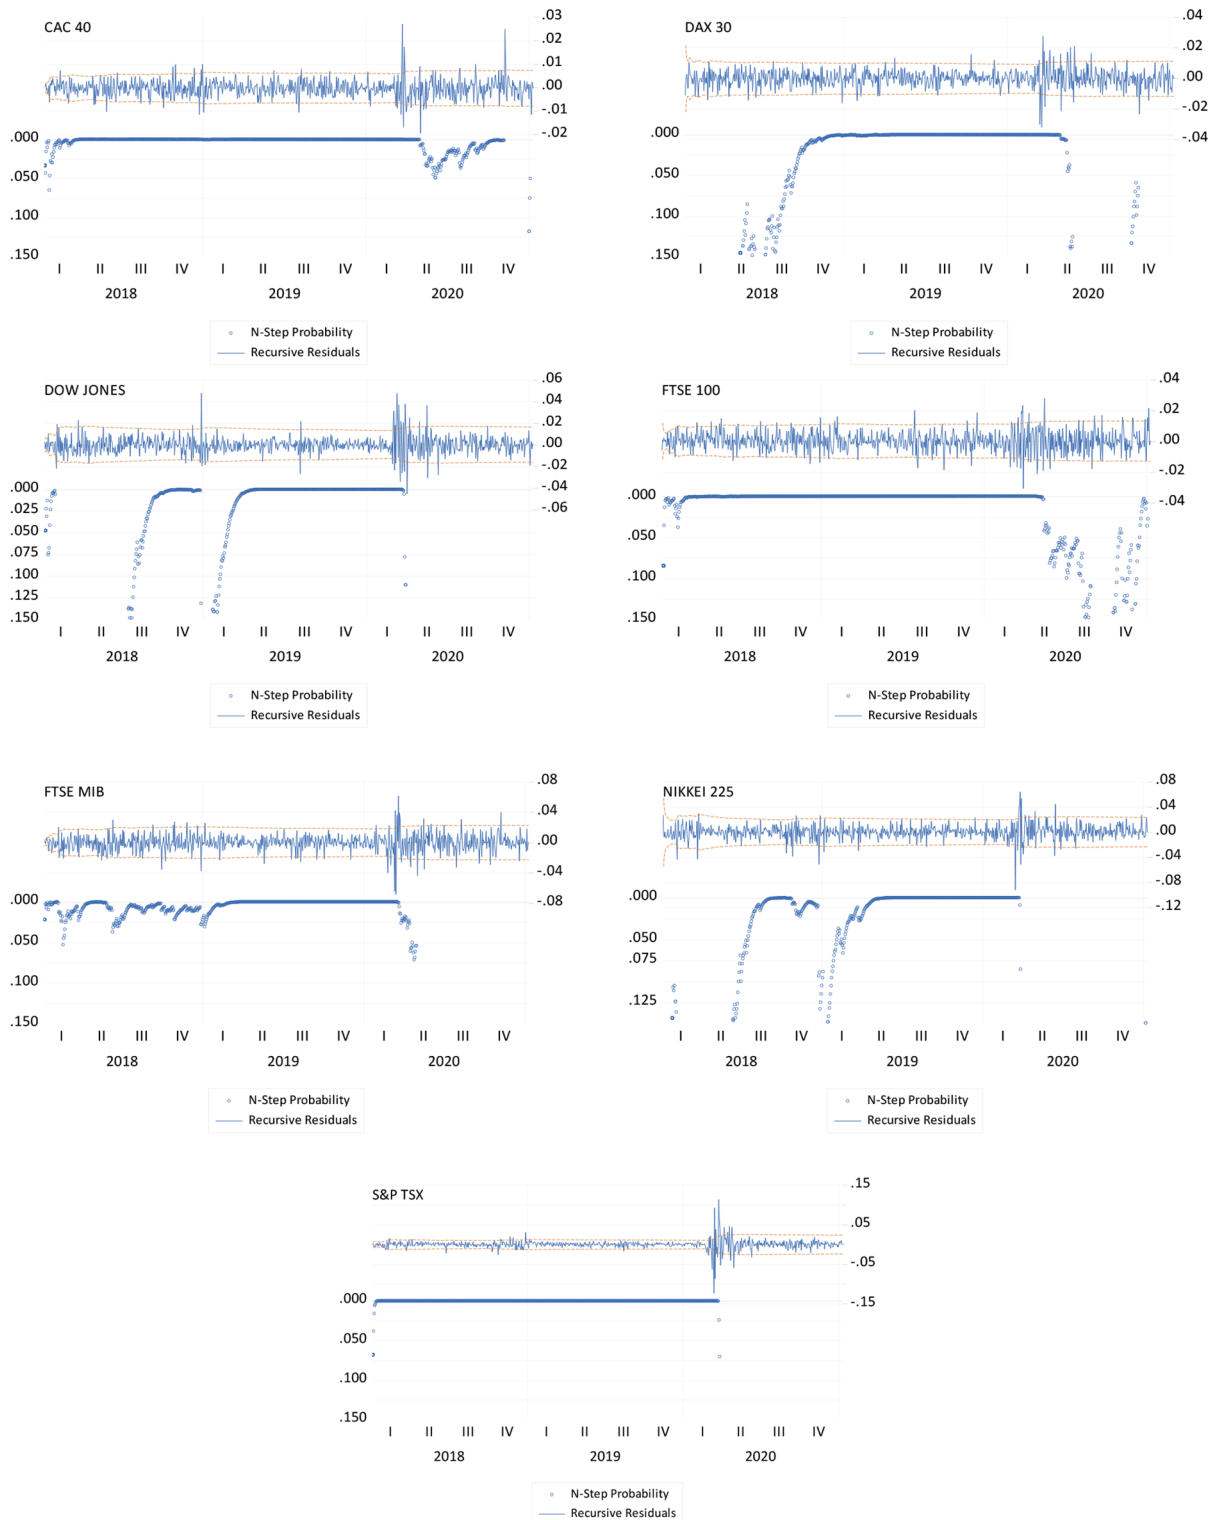 CAC 40
.03
.02
.01
.00
-.01
-.02
.000
.050
.100
.150
I II III IV I II III IV I II III IV
2018 2019 2020
N-Step Probability
Recursive Residuals
DAX 30
.04
.02
.00
-.02
-.04
.000
.050
.100
.150
I II III IV I II III IV I II III IV
2018 2019 2020
N-Step Probability
Recursive Residuals
DOW JONES
.06
.04
.02
.00
-.02
-.04
-.06
.000
.025
.050
.075
.100
.125
.150
I II III IV I II III IV I II III IV
2018 2019 2020
N-Step Probability
Recursive Residuals
FTSE 100
.04
.02
.00
-.02
-.04
.000
.050
.100
.150
I II III IV I II III IV I II III IV
2018 2019 2020
N-Step Probability
Recursive Residuals
FTSE MIB
.08
.04
.00
-.04
-.08
.000
.050
.100
.150
I II III IV I II III IV I II III IV
2018 2019 2020
N-Step Probability
Recursive Residuals
NIKKEI 225
.08
.04
.00
-.04
-.08
-.12
.000
.050
.075
.125
I II III IV I II III IV I II III IV
2018 2019 2020
N-Step Probability
Recursive Residuals
S&P TSX
.15
.05
-.05
-.15
.000
.050
.100
.150
I II III IV I II III IV I II III IV
2018 2019 2020
N-Step Probability
Recursive Residuals